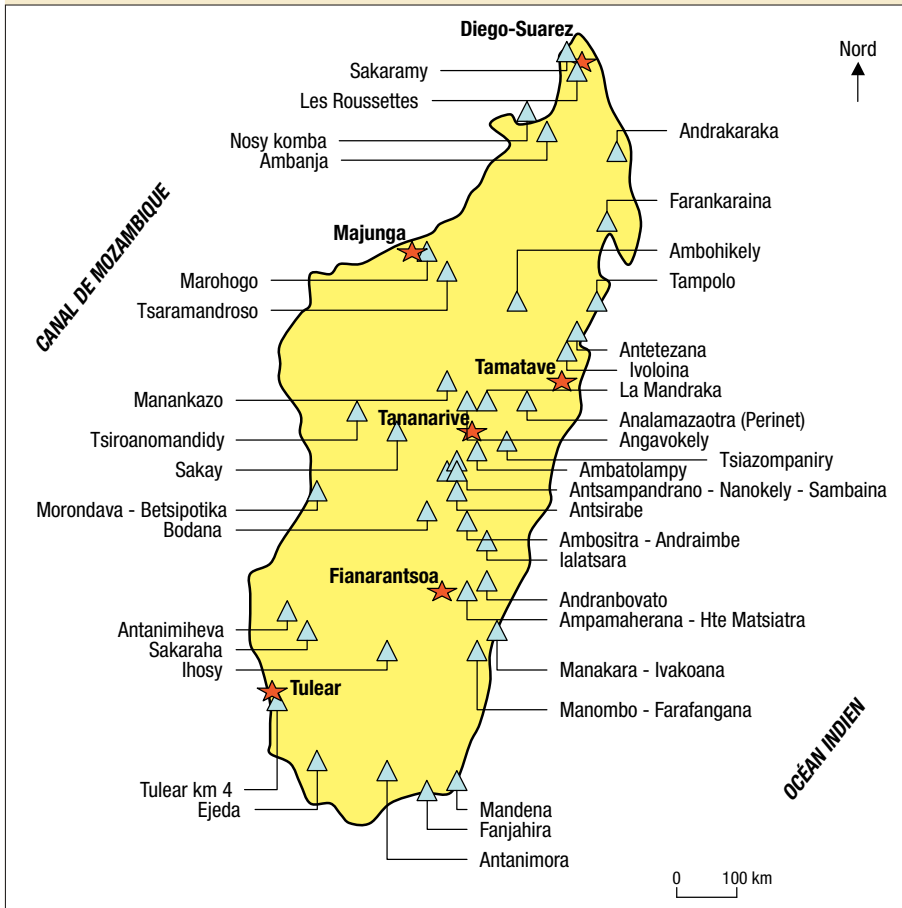 Diego-Suarez
Nord
Sakaramy
Les Roussettes
Nosy komba
Ambanja
Andrakaraka
Farankaraina
CANAL DE MOZAMBIQUE
Majunga
Ambohikely
Marohogo
Tampolo
Tsaramandroso
Antetezana
Ivoloina
Tamatave
La Mandraka
Manankazo
Analamazaotra (Perinet)
Tananarive
Angavokely
Tsiroanomandidy
Tsiazompaniry
Sakay
Ambatolampy
Antsampandrano - Nanokely - Sambaina
Morondava - Betsipotika
Antsirabe
Bodana
Ambositra - Andraimbe
Ialatsara
Fianarantsoa
Andranbovato
Ampamaherana - Hte Matsiatra
Antanimiheva
Sakaraha
Ihosy
Manakara - Ivakoana
Tulear
Manombo - Farafangana
OCÉAN INDIEN
Tulear km 4
Ejeda
Mandena
Fanjahira
Antanimora
0 100 km